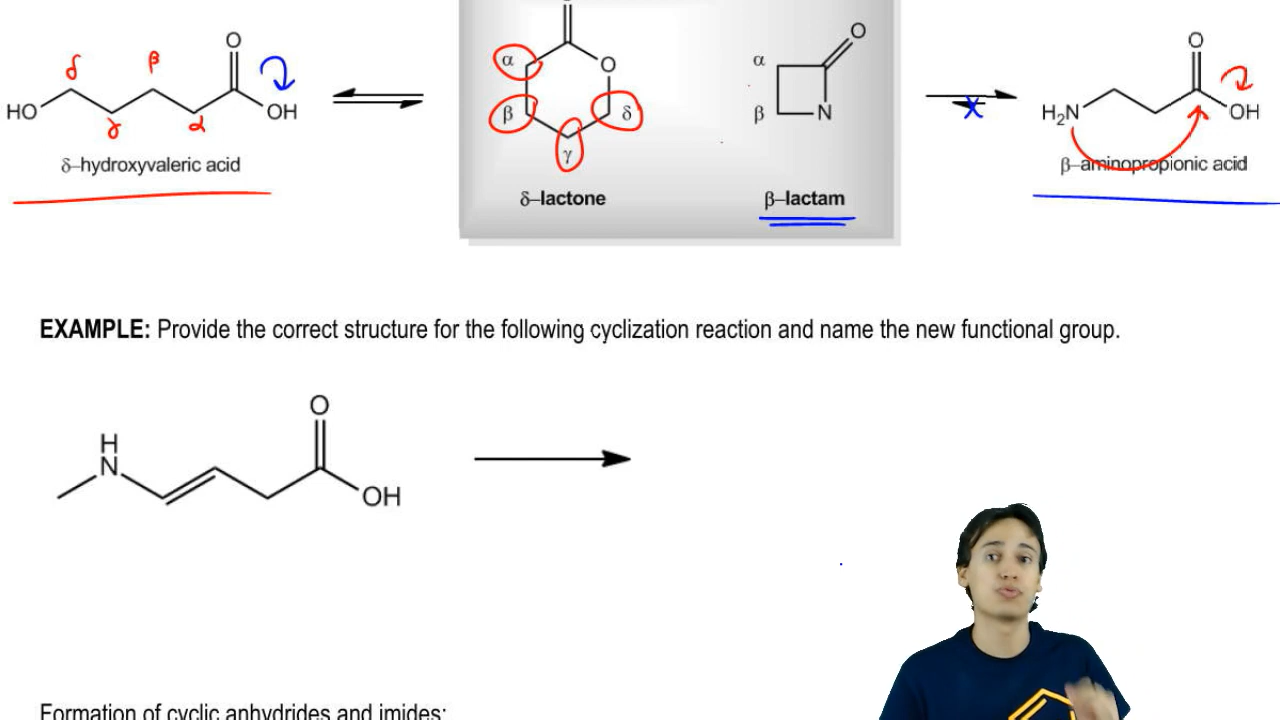 δ β O
HO γ α OH
δ–hydroxyvaleric acid
α O
β δ
γ
δ–lactone
α O
β N
β–lactam
O
H₂N OH
β–aminopropionic acid
EXAMPLE: Provide the correct structure for the following cyclization reaction and name the new functional group.
O
H
N
OH
Formation of cyclic anhydrides and imides: